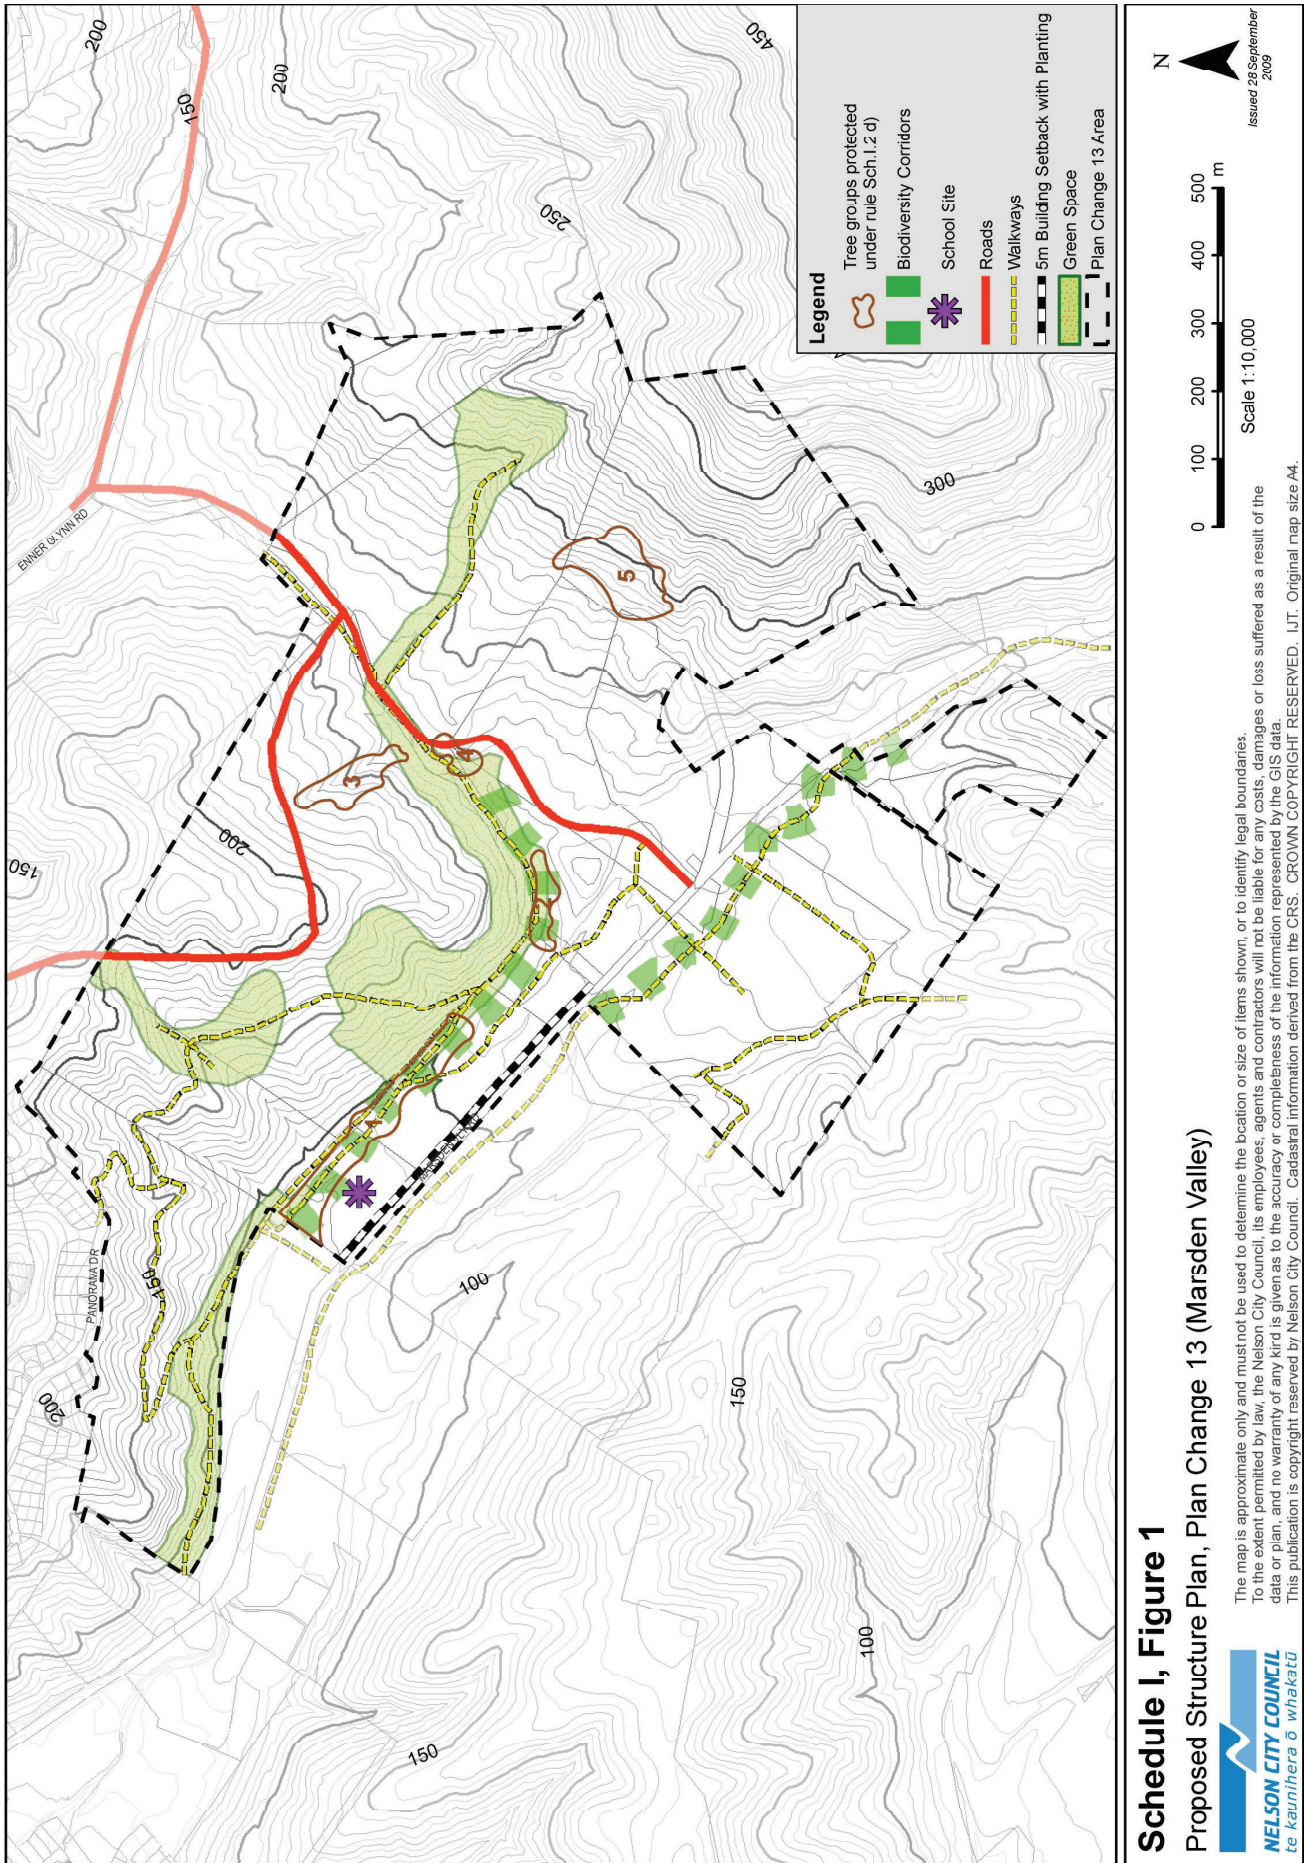 200
150
200
450
250
ENNER GLYNN RD
150
200
300
3
4
5
2
1
PANORAMA DR
150
200
100
150
100
150
Legend
Tree groups protected
under rule Sch.I.2 d)
Biodiversity Corridors
School Site
Roads
Walkways
5m Building Setback with Planting
Green Space
Plan Change 13 Area
Schedule I, Figure 1
Proposed Structure Plan, Plan Change 13 (Marsden Valley)
0 100 200 300 400 500 m
Scale 1:10,000
N
Issued 28 September
2009
NELSON CITY COUNCIL
te kaunihera ō whakatū
The map is approximate only and must not be used to determine the location or size of items shown, or to identify legal boundaries.
To the extent permitted by law, the Nelson City Council, its employees, agents and contractors will not be liable for any costs, damages or loss suffered as a result of the
data or plan, and no warranty of any kind is given as to the accuracy or completeness of the information represented by the GIS data.
This publication is copyright reserved by Nelson City Council. Cadastral information derived from the CRS. CROWN COPYRIGHT RESERVED. IJT. Original map size A4.